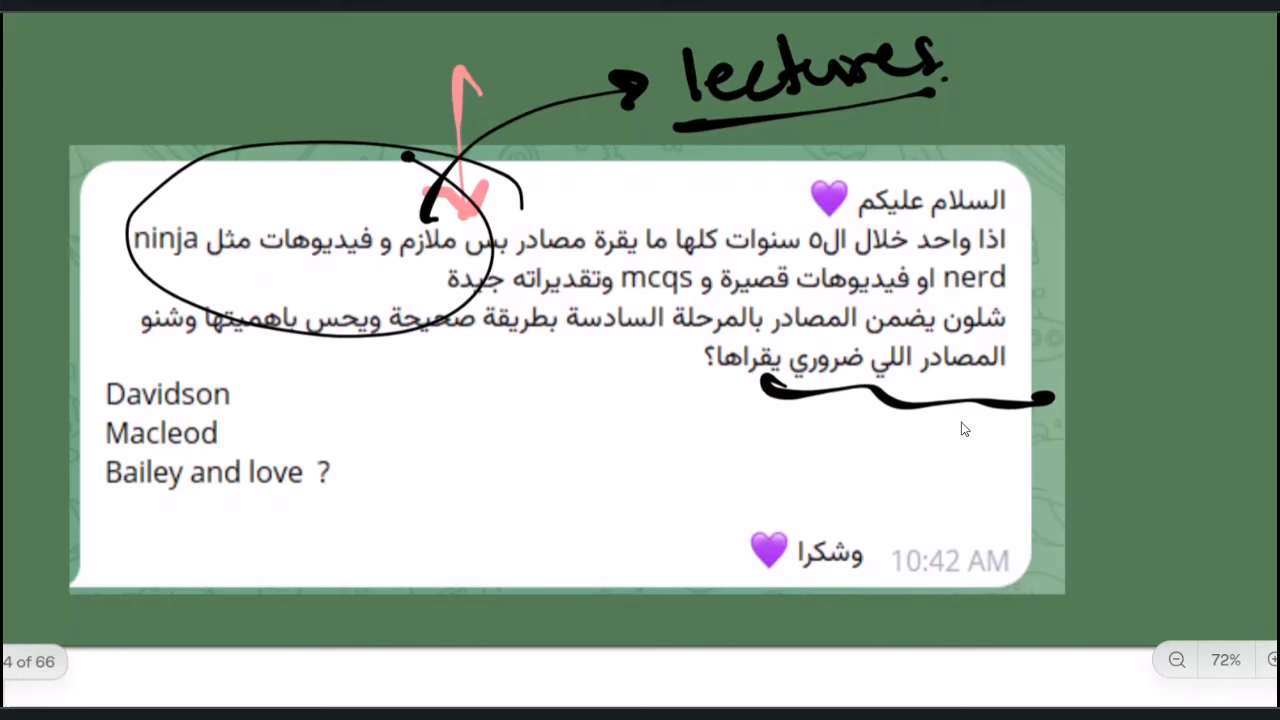 lectures.
السلام عليكم 💜
اذا واحد خلال ال٥ سنوات كلها ما يقرة مصادر بس ملازم و فيديوهات مثل ninja
nerd او فيديوهات قصيرة و mcqs وتقديراته جيدة
شلون يضمن المصادر بالمرحلة السادسة بطريقة صحيحة ويحس باهميتها وشنو
المصادر اللي ضروري يقراها؟
Davidson
Macleod
Bailey and love ?
وشكرا 💜
10:42 AM
4 of 66
72%